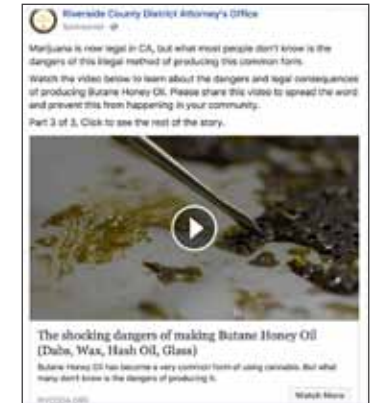 Riverside County District Attorney's Office
Sponsored ·
Marijuana is now legal in CA, but what most people don't know is the
dangers of this illegal method of producing this common form.
Watch the video below to learn about the dangers and legal consequences
of producing Butane Honey Oil. Please share this video to spread the word
and prevent this from happening in your community.
Part 3 of 3, Click to see the rest of the story.
The shocking dangers of making Butane Honey Oil
(Dabs, Wax, Hash Oil, Glass)
Butane Honey Oil has become a very common form of using cannabis. But what
many don't know is the dangers of producing it.
RIVCODA.ORG
Watch More